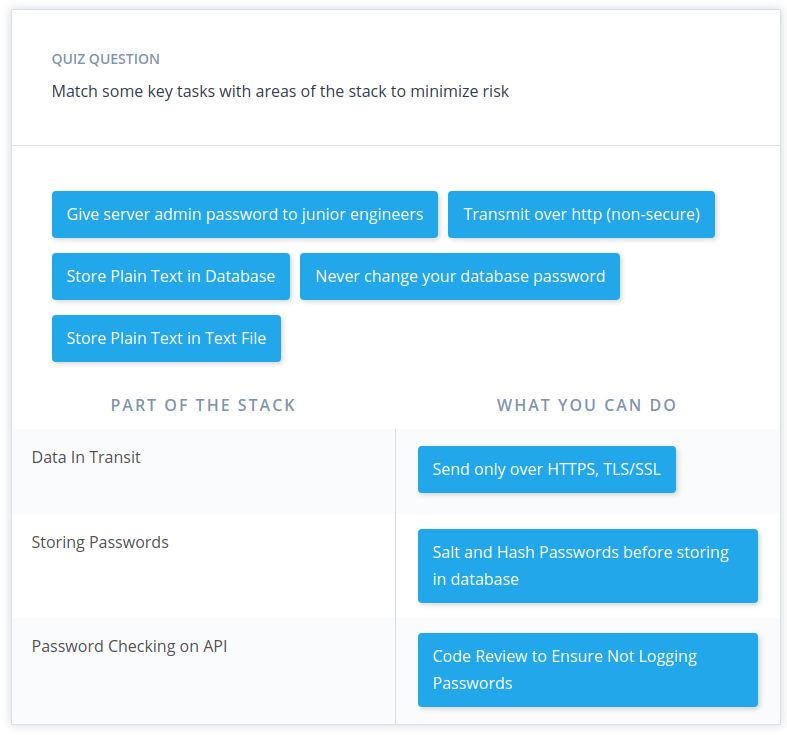 QUIZ QUESTION
Match some key tasks with areas of the stack to minimize risk
Give server admin password to junior engineers
Transmit over http (non-secure)
Store Plain Text in Database
Never change your database password
Store Plain Text in Text File
PART OF THE STACK
WHAT YOU CAN DO
Data In Transit
Send only over HTTPS, TLS/SSL
Storing Passwords
Salt and Hash Passwords before storing
in database
Password Checking on API
Code Review to Ensure Not Logging
Passwords